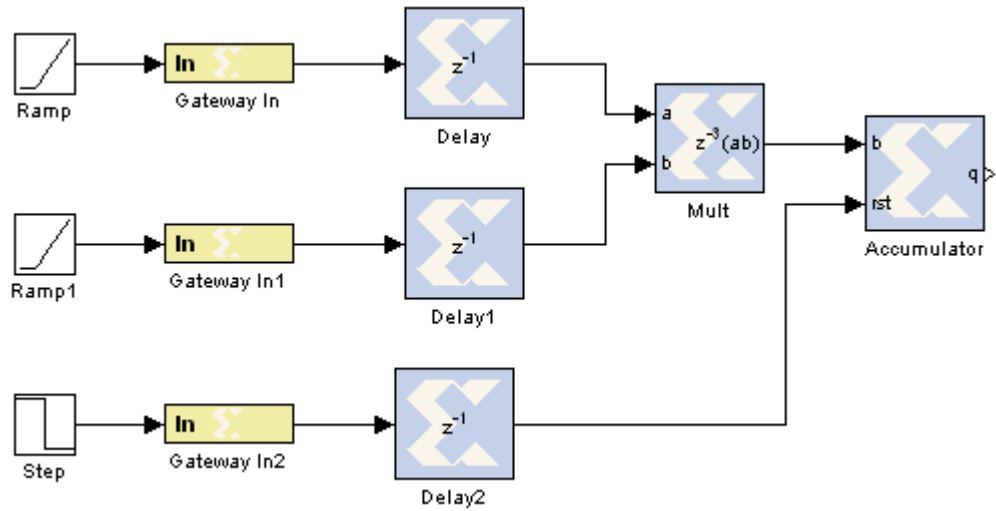 Ramp
In
Gateway In
z⁻¹
Delay
a
b
z⁻³(ab)
Mult
b
rst
q
Accumulator
Ramp1
In
Gateway In1
z⁻¹
Delay1
Step
In
Gateway In2
z⁻¹
Delay2